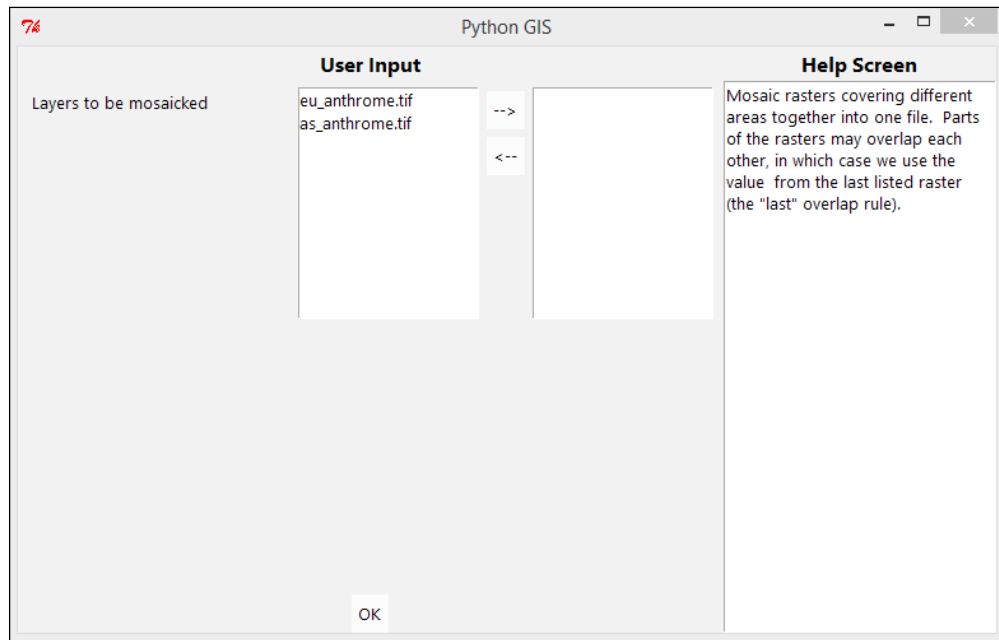 Python GIS
User Input
Help Screen
Layers to be mosaicked
eu_anthrome.tif
as_anthrome.tif
-->
<--
Mosaic rasters covering different
areas together into one file.  Parts
of the rasters may overlap each
other, in which case we use the
value  from the last listed raster
(the "last" overlap rule).
OK